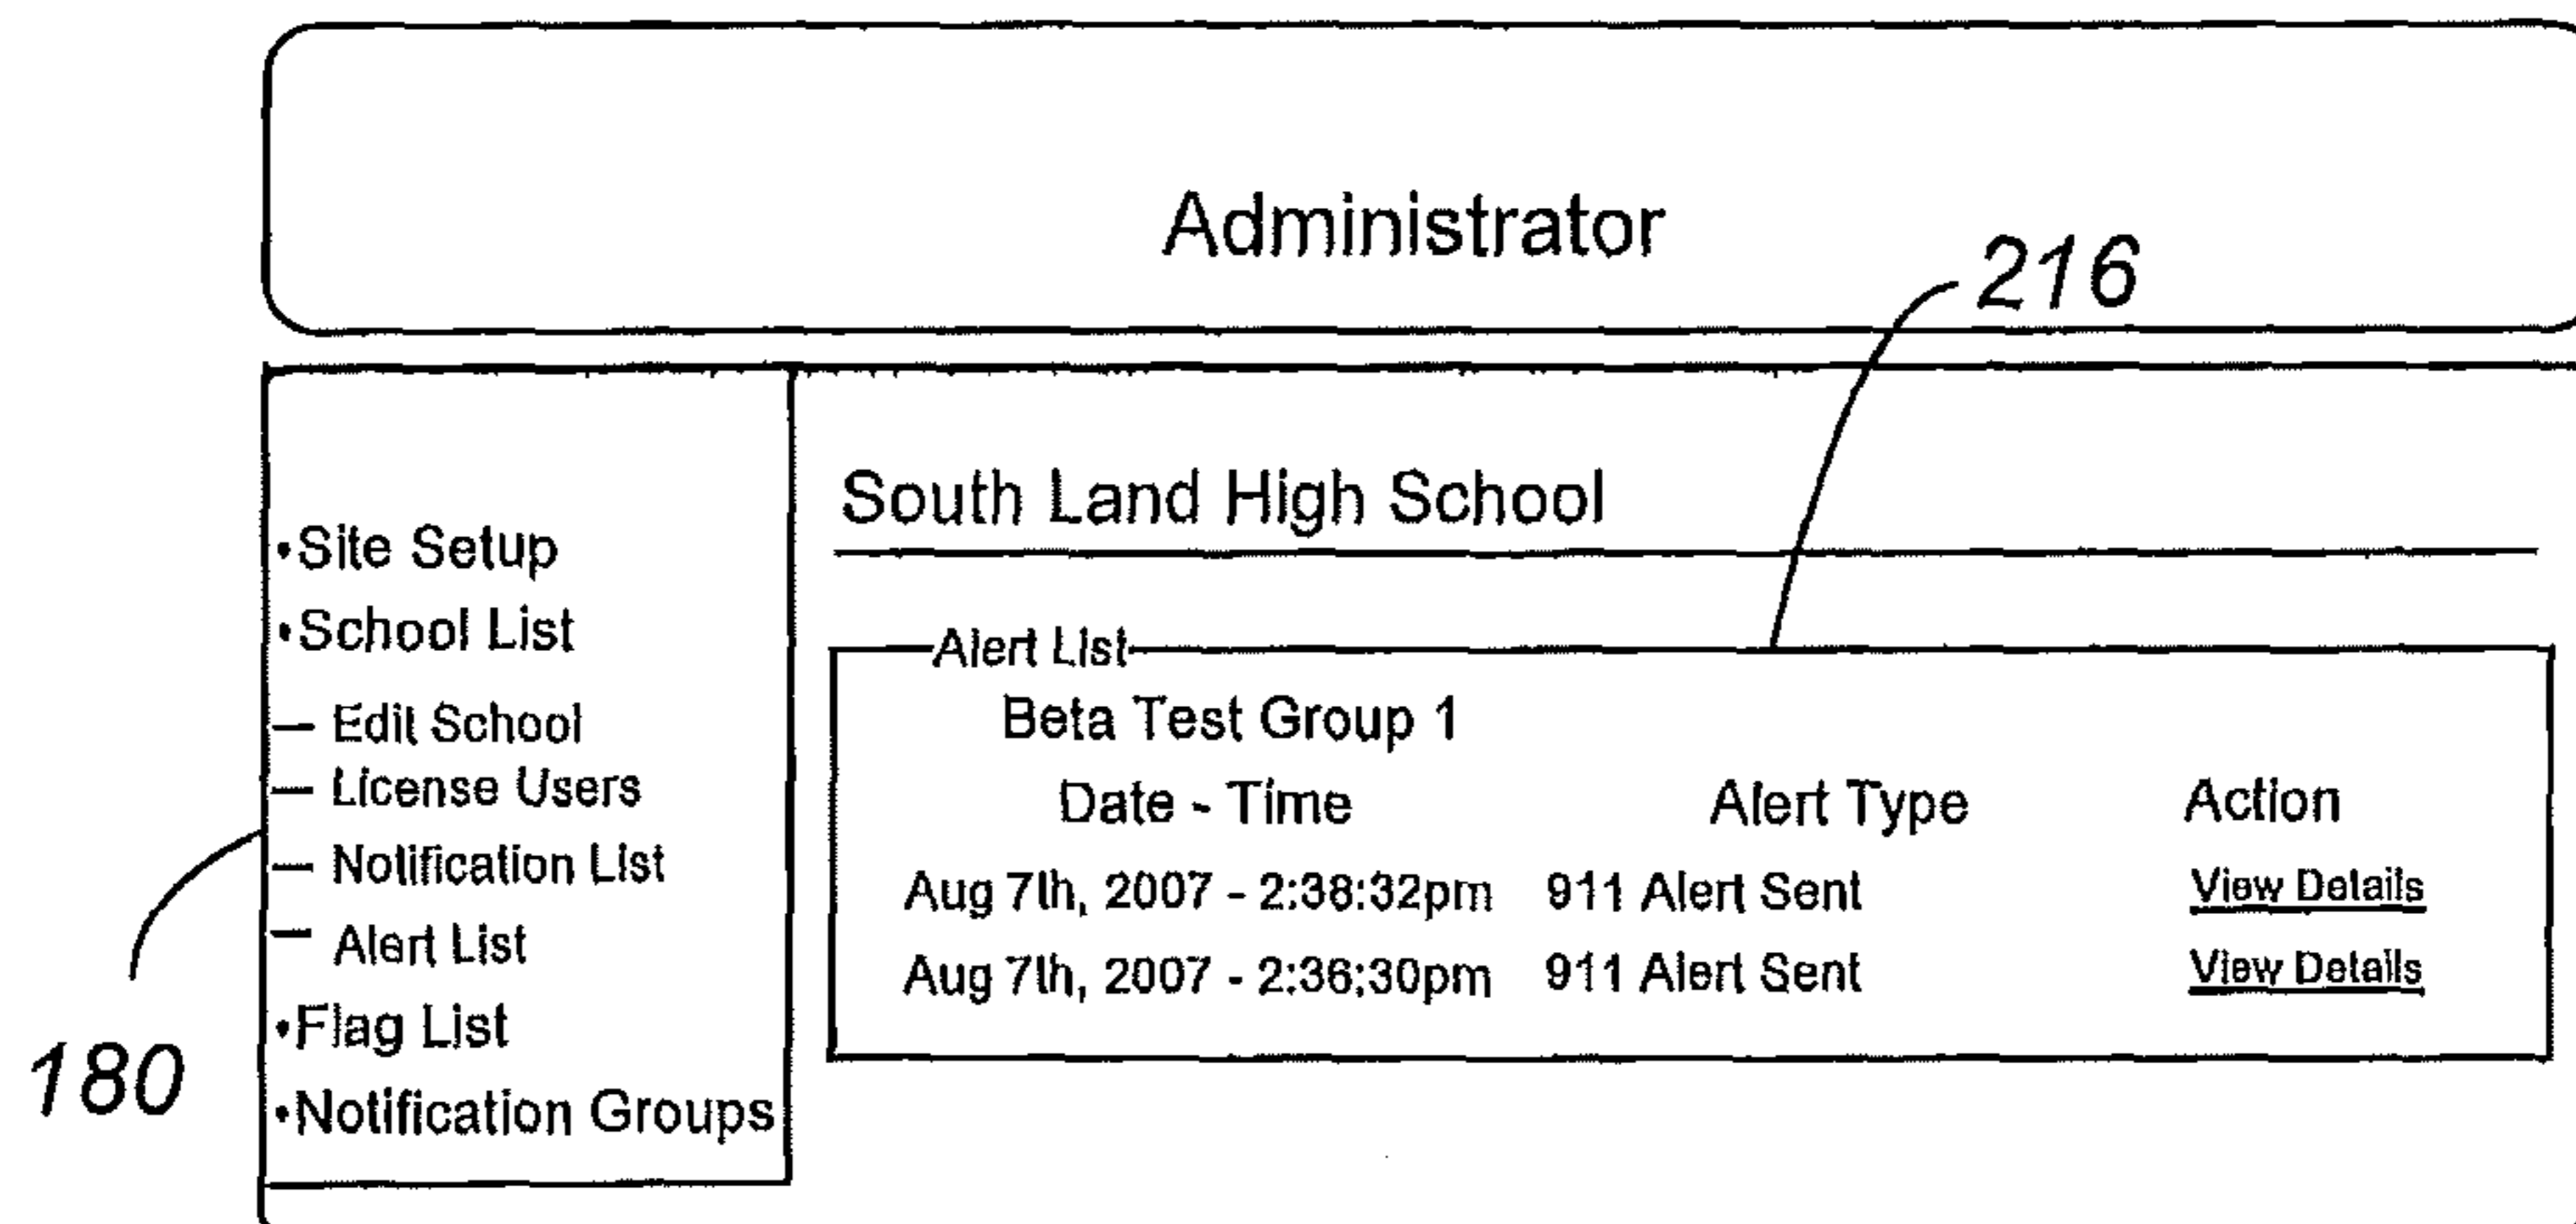 Administrator
216
•Site Setup
•School List
— Edit School
— License Users
— Notification List
— Alert List
•Flag List
•Notification Groups
180
South Land High School
Alert List
Beta Test Group 1
Date - Time Alert Type Action
Aug 7th, 2007 - 2:38:32pm 911 Alert Sent View Details
Aug 7th, 2007 - 2:36:30pm 911 Alert Sent View Details